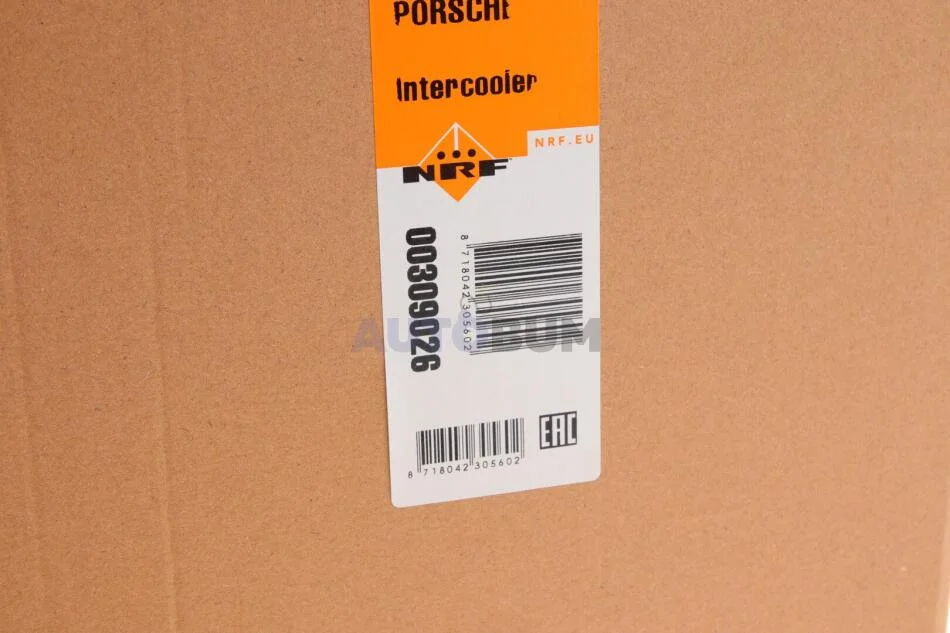 PORSCHE
Intercooler
NRF.EU
NRF
00309026
8 718042 305602
AUTOBUM
EAC
8 718042 305602